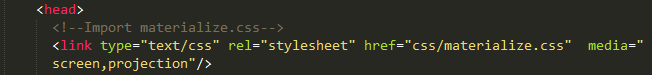 <head>
<!--Import materialize.css-->
<link type="text/css" rel="stylesheet" href="css/materialize.css"  media="
screen,projection"/>